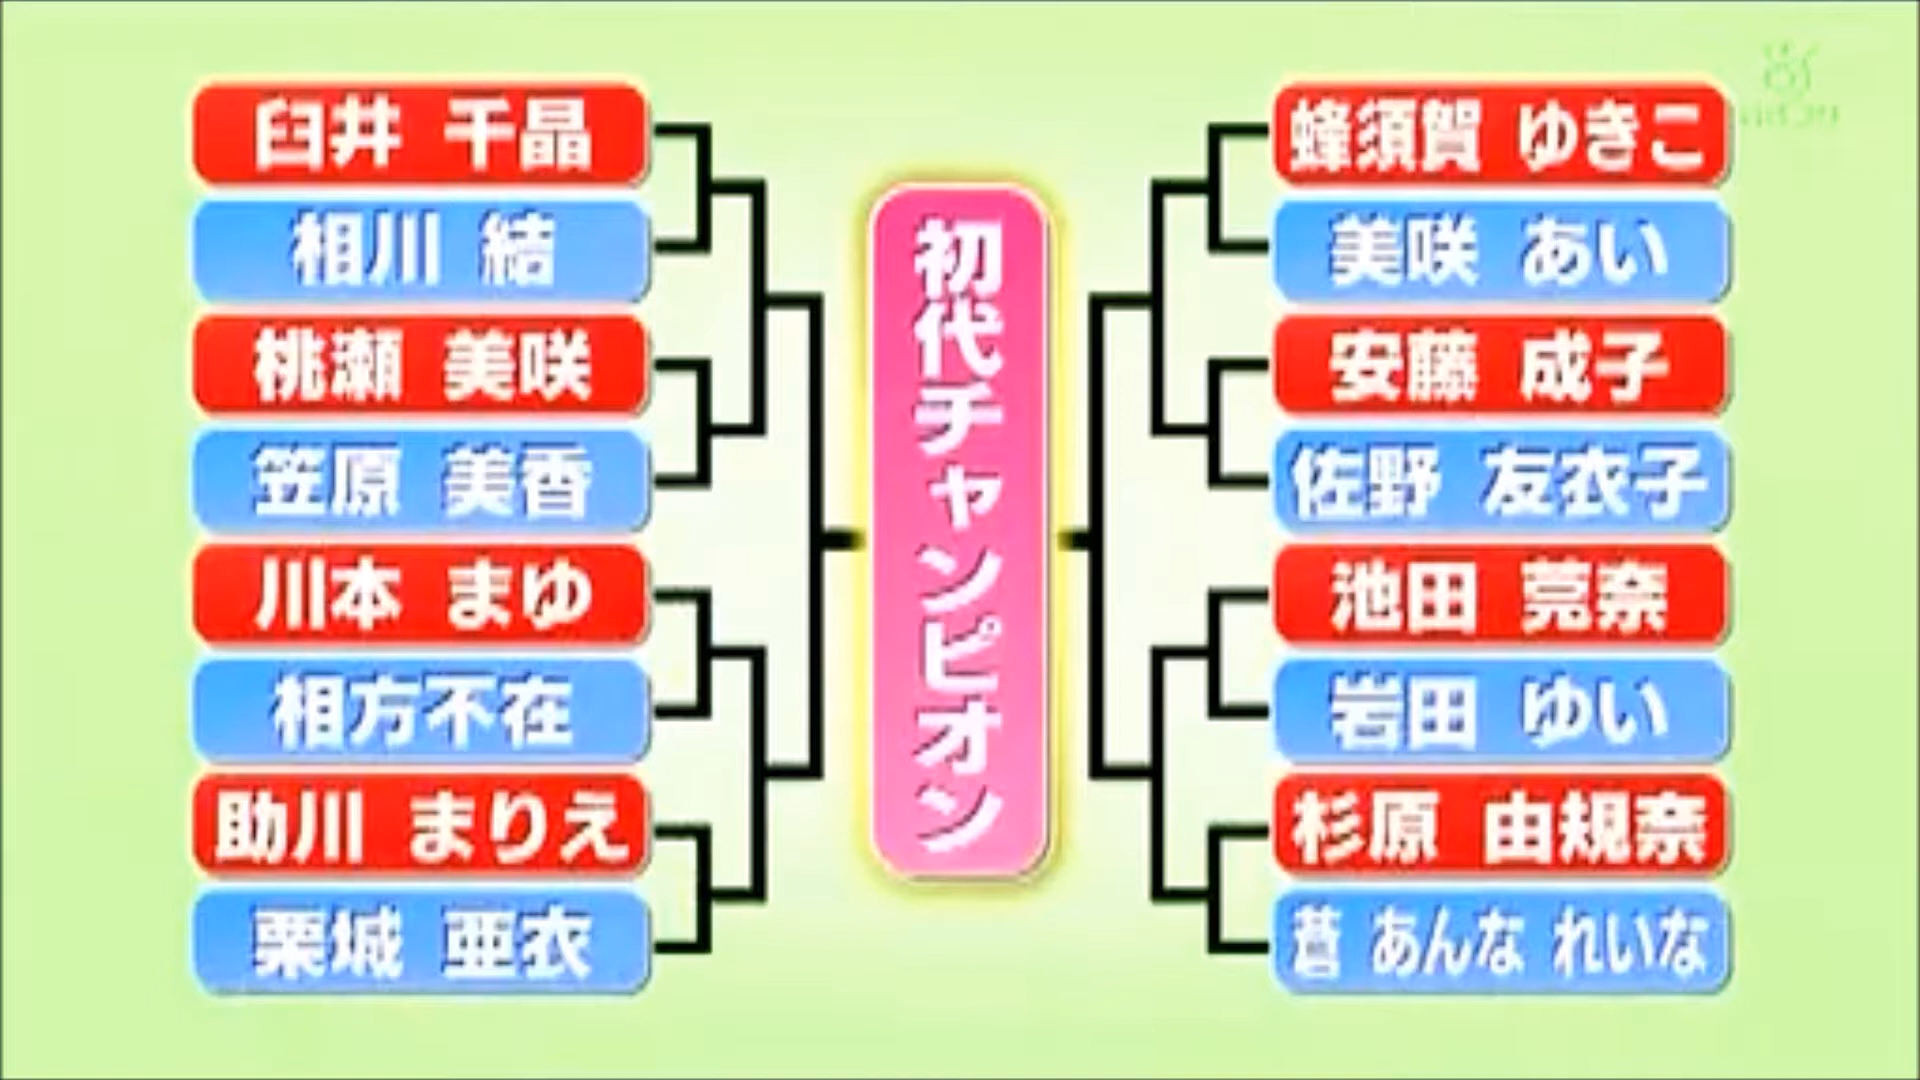 臼井 千晶
相川 結
桃瀬 美咲
笠原 美香
川本 まゆ
相方不在
助川 まりえ
栗城 亜衣
初代チャンピオン
蜂須賀 ゆきこ
美咲 あい
安藤 成子
佐野 友衣子
池田 莞奈
岩田 ゆい
杉原 由規奈
蒼 あんな れいな